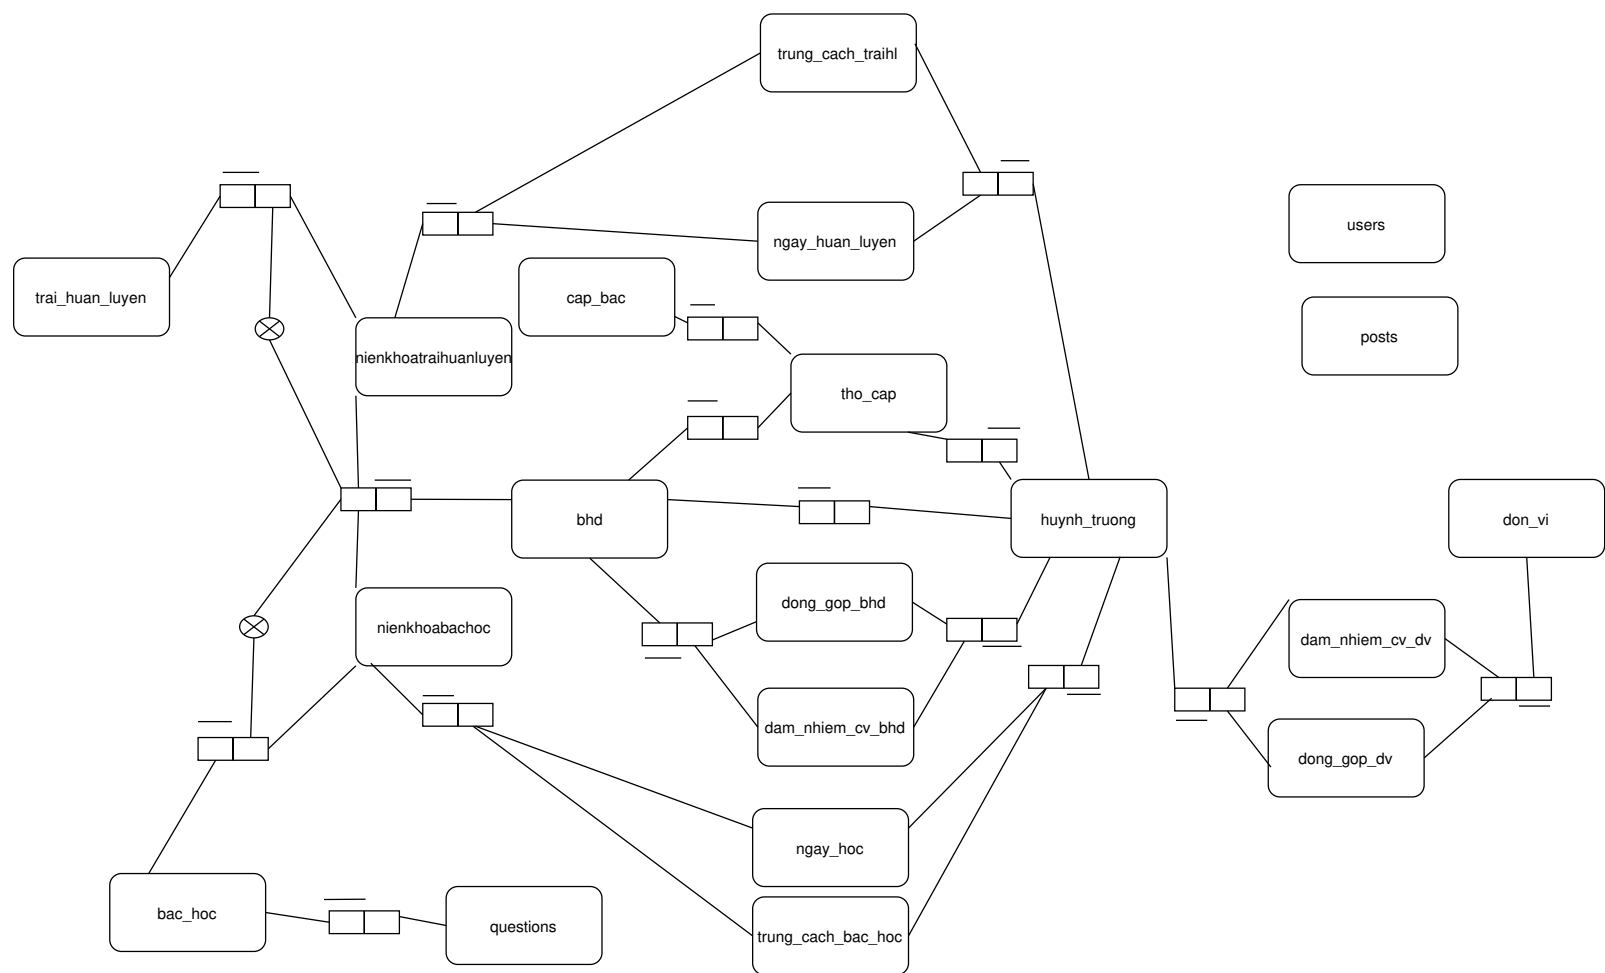 trung_cach_traihl
users
ngay_huan_luyen
trai_huan_luyen
cap_bac
posts
nienkhoatraihuanluyen
tho_cap
bhd
huynh_truong
don_vi
dong_gop_bhd
nienkhoabachoc
dam_nhiem_cv_dv
dam_nhiem_cv_bhd
dong_gop_dv
ngay_hoc
bac_hoc
questions
trung_cach_bac_hoc